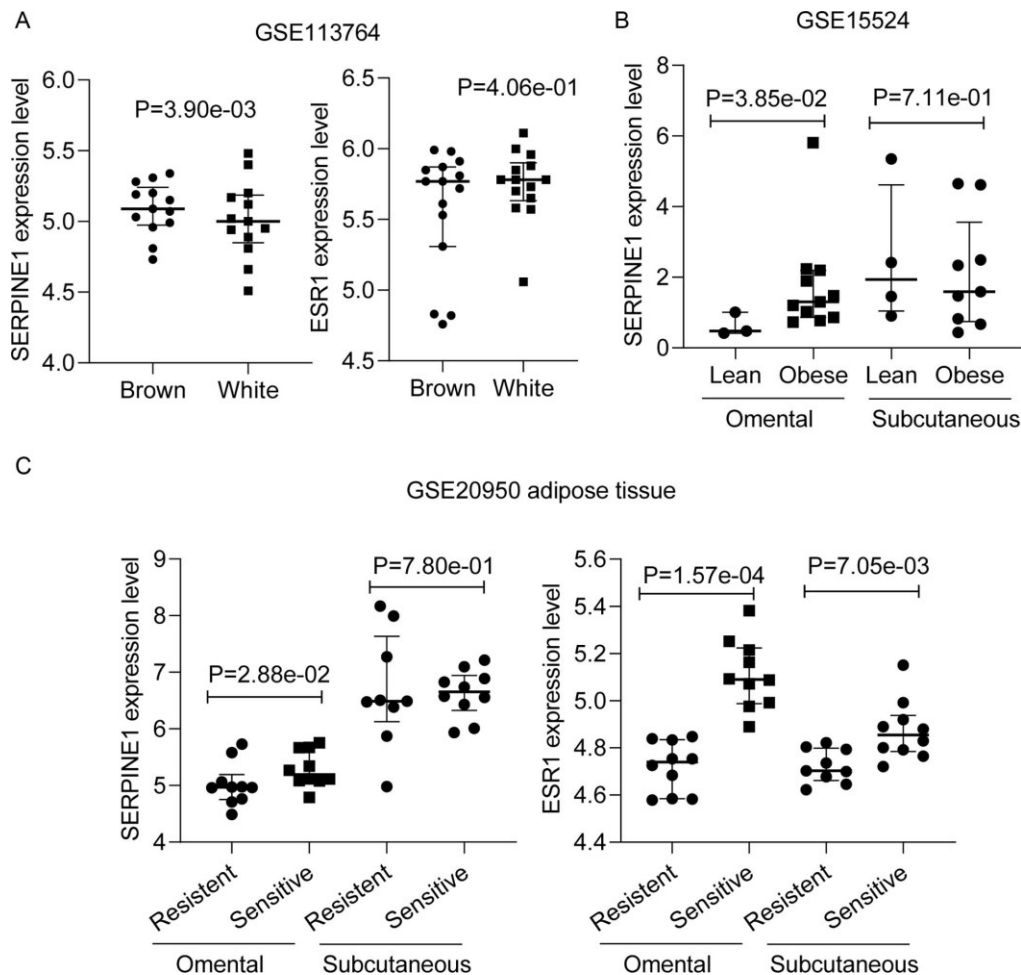 A
GSE113764
SERPINE1 expression level
6.0
5.5
5.0
4.5
4.0
P=3.90e-03
Brown
White
ESR1 expression level
6.5
6.0
5.5
5.0
4.5
P=4.06e-01
Brown
White
B
GSE15524
SERPINE1 expression level
8
6
4
2
0
P=3.85e-02
P=7.11e-01
Lean
Obese
Lean
Obese
Omental
Subcutaneous
C
GSE20950 adipose tissue
SERPINE1 expression level
9
8
7
6
5
4
P=2.88e-02
P=7.80e-01
Resistent
Sensitive
Resistent
Sensitive
Omental
Subcutaneous
ESR1 expression level
5.6
5.4
5.2
5.0
4.8
4.6
4.4
P=1.57e-04
P=7.05e-03
Resistent
Sensitive
Resistent
Sensitive
Omental
Subcutaneous